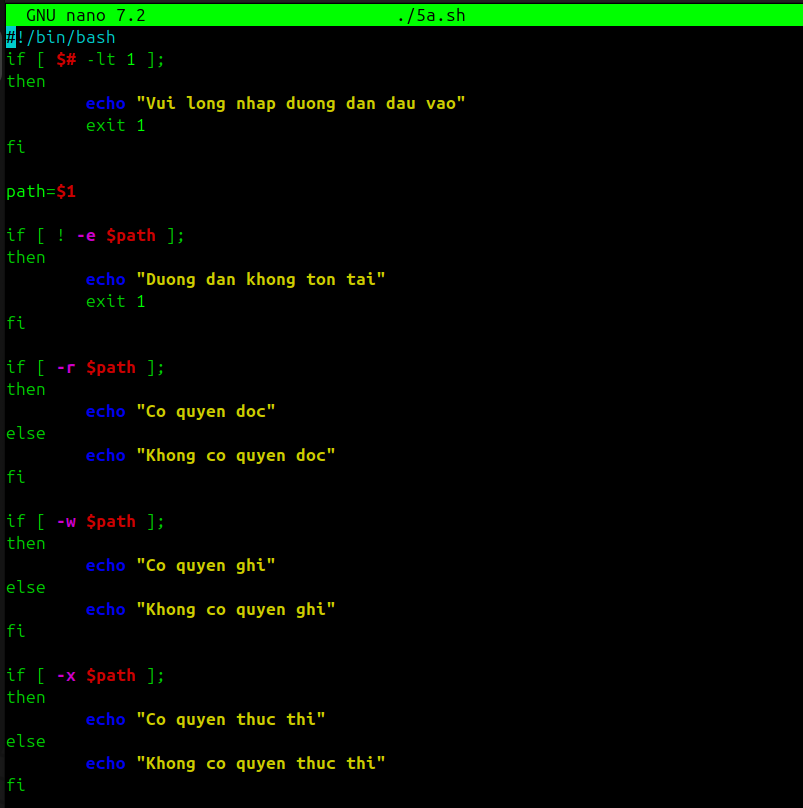 GNU nano 7.2 ./5a.sh
#!/bin/bash
if [ $# -lt 1 ];
then
echo "Vui long nhap duong dan dau vao"
exit 1
fi
path=$1
if [ ! -e $path ];
then
echo "Duong dan khong ton tai"
exit 1
fi
if [ -r $path ];
then
echo "Co quyen doc"
else
echo "Khong co quyen doc"
fi
if [ -w $path ];
then
echo "Co quyen ghi"
else
echo "Khong co quyen ghi"
fi
if [ -x $path ];
then
echo "Co quyen thuc thi"
else
echo "Khong co quyen thuc thi"
fi